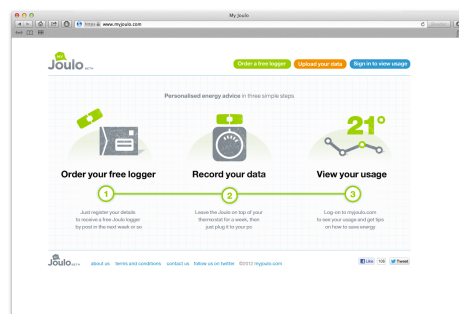 My Joulo
https www.myjoulo.com
Reader
MY
Joulo BETA
Order a free logger
Upload your data
Sign in to view usage
Personalised energy advice in three simple steps
21°
Order your free logger
Record your data
View your usage
1
2
3
Just register your details
to receive a free Joulo logger
by post in the next week or so
Leave the Joulo on top of your
thermostat for a week, then
just plug it to your pc
Log-on to myjoulo.com
to see your usage and get tips
on how to save energy
Joulo BETA
about us terms and conditions contact us follow us on twitter ©2012 myjoulo.com
Like 106 Tweet